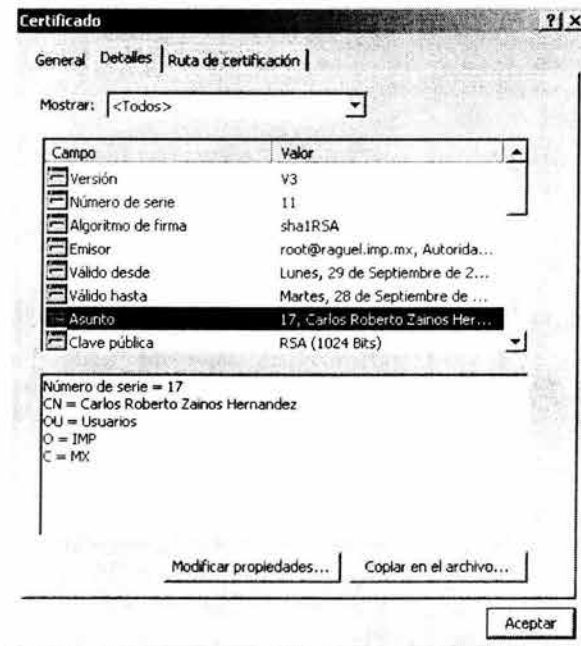 Certificado
General Detalles Ruta de certificación
Mostrar: <Todos>
Campo Valor
Versión V3
Número de serie 11
Algoritmo de firma sha1RSA
Emisor root@raguel.imp.mx, Autorida...
Válido desde Lunes, 29 de Septiembre de 2...
Válido hasta Martes, 28 de Septiembre de ...
Asunto 17, Carlos Roberto Zainos Her...
Clave pública RSA (1024 Bits)
Número de serie = 17
CN = Carlos Roberto Zainos Hernandez
OU = Usuarios
O = IMP
C = MX
Modificar propiedades... Copiar en el archivo...
Aceptar